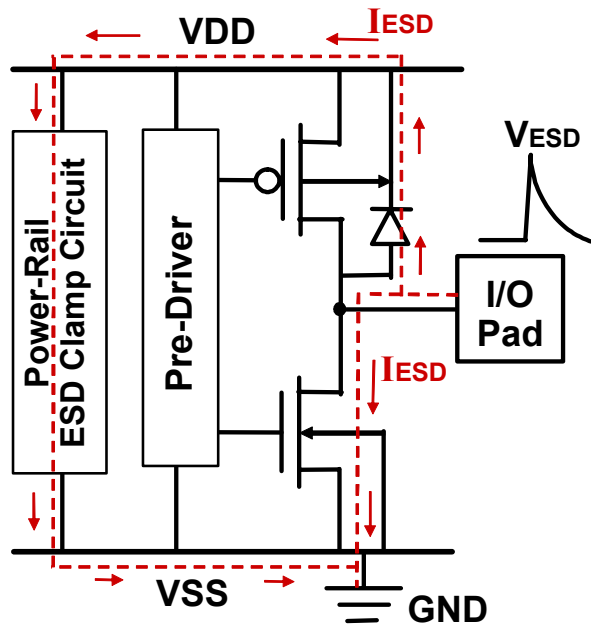 VDD
IESD
VESD
Power-Rail
ESD Clamp Circuit
Pre-Driver
I/O
Pad
IESD
VSS
GND